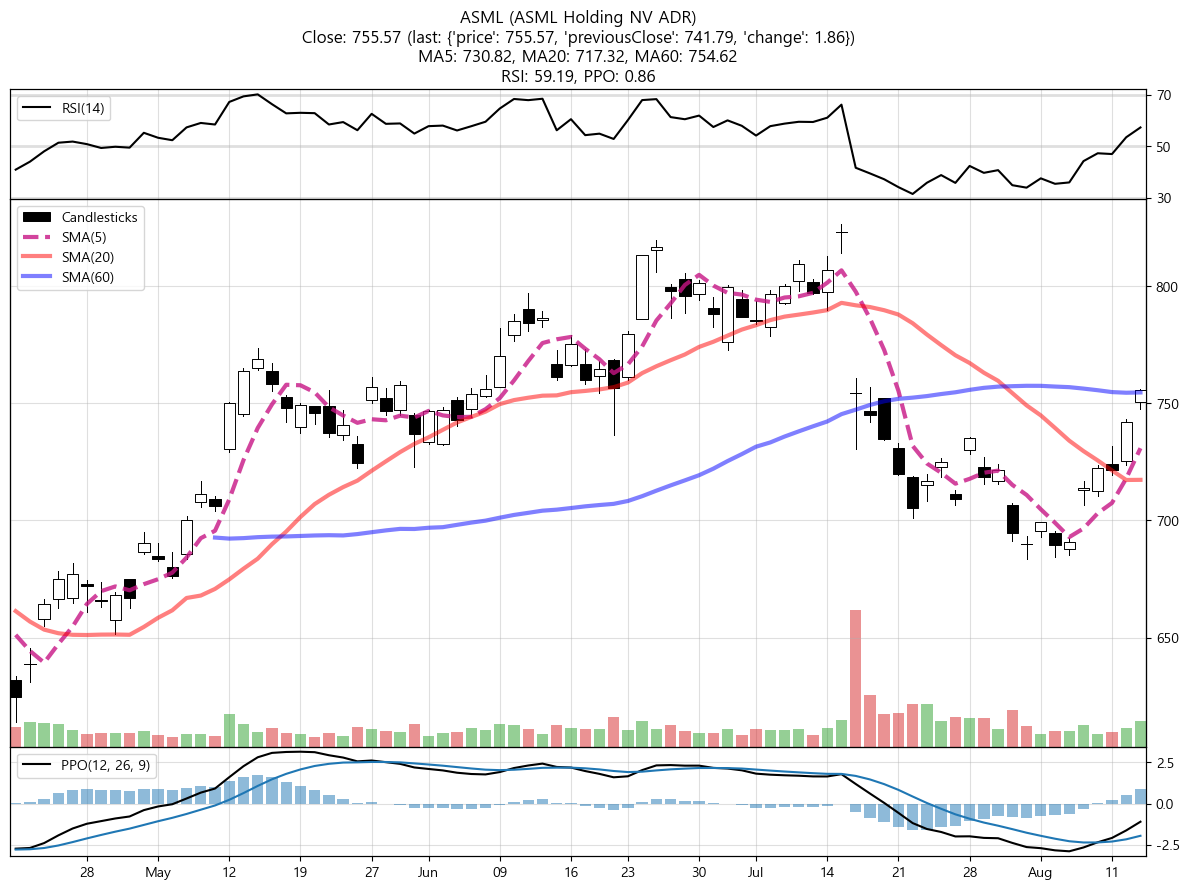 ASML (ASML Holding NV ADR)
Close: 755.57 (last: {'price': 755.57, 'previousClose': 741.79, 'change': 1.86})
MA5: 730.82, MA20: 717.32, MA60: 754.62
RSI: 59.19, PPO: 0.86
RSI(14)
70
50
30
Candlesticks
SMA(5)
SMA(20)
SMA(60)
800
750
700
650
PPO(12, 26, 9)
2.5
0.0
−2.5
28 May 12 19 27 Jun 09 16 23 Jul 14 21 28 Aug 11